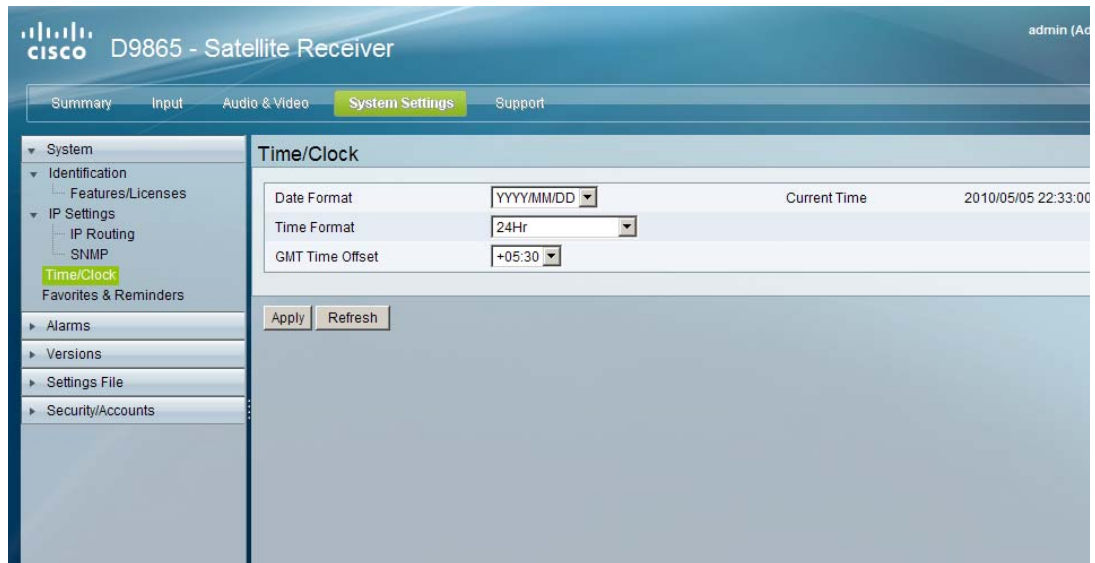 admin (Ad
CISCO D9865 - Satellite Receiver
Summary Input Audio & Video System Settings Support
System
Identification
Features/Licenses
IP Settings
IP Routing
SNMP
Time/Clock
Favorites & Reminders
Alarms
Versions
Settings File
Security/Accounts
Time/Clock
Date Format YYYY/MM/DD Current Time 2010/05/05 22:33:00
Time Format 24Hr
GMT Time Offset +05:30
Apply Refresh